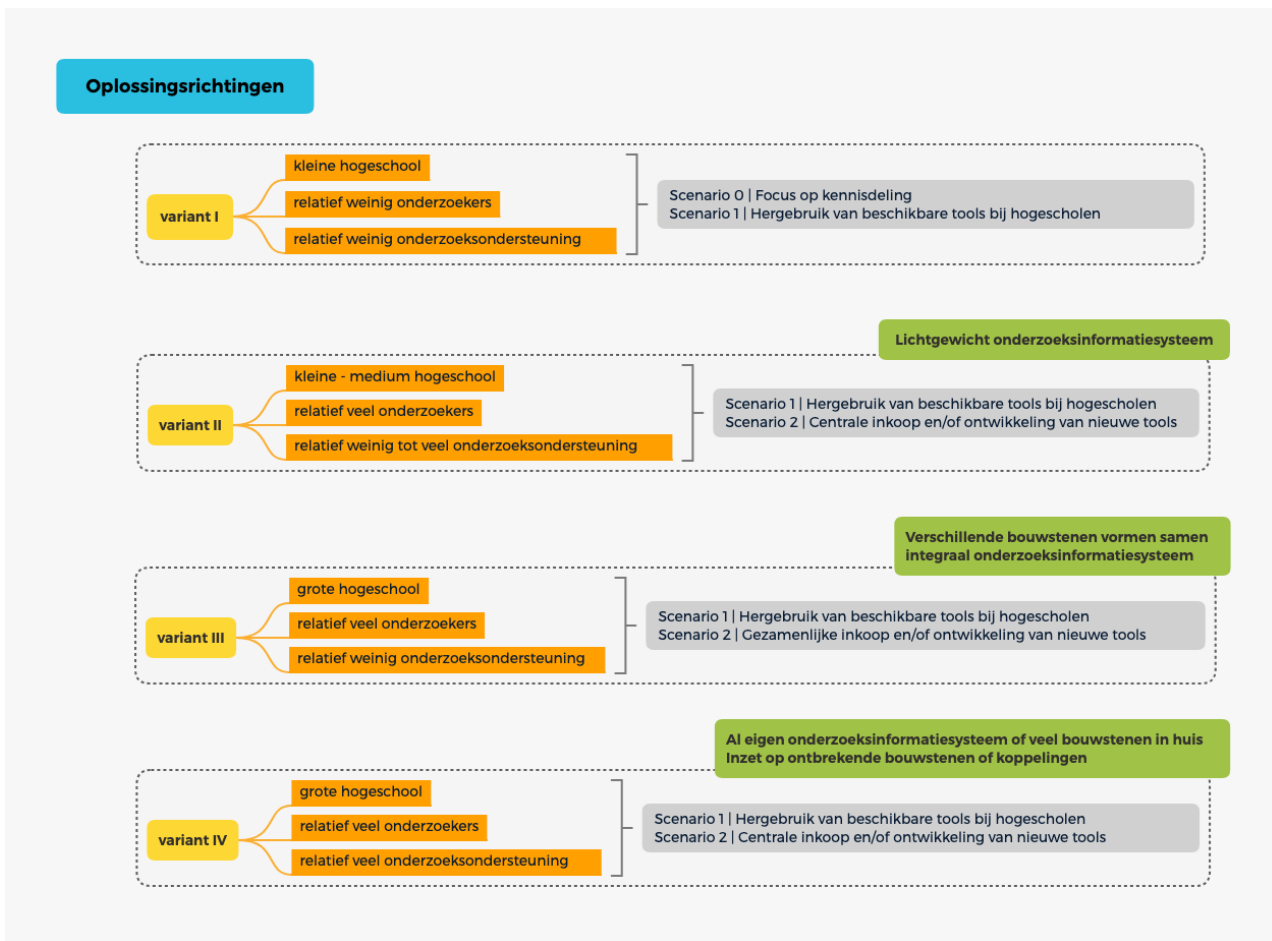 Oplossingsrichtingen
variant I
kleine hogeschool
relatief weinig onderzoekers
relatief weinig onderzoeksondersteuning
Scenario 0 | Focus op kennisdeling
Scenario 1 | Hergebruik van beschikbare tools bij hogescholen
Lichtgewicht onderzoeksinformatiesysteem
variant II
kleine - medium hogeschool
relatief veel onderzoekers
relatief weinig tot veel onderzoeksondersteuning
Scenario 1 | Hergebruik van beschikbare tools bij hogescholen
Scenario 2 | Centrale inkoop en/of ontwikkeling van nieuwe tools
Verschillende bouwstenen vormen samen
integraal onderzoeksinformatiesysteem
variant III
grote hogeschool
relatief veel onderzoekers
relatief weinig onderzoeksondersteuning
Scenario 1 | Hergebruik van beschikbare tools bij hogescholen
Scenario 2 | Gezamenlijke inkoop en/of ontwikkeling van nieuwe tools
Al eigen onderzoeksinformatiesysteem of veel bouwstenen in huis
Inzet op ontbrekende bouwstenen of koppelingen
variant IV
grote hogeschool
relatief veel onderzoekers
relatief veel onderzoeksondersteuning
Scenario 1 | Hergebruik van beschikbare tools bij hogescholen
Scenario 2 | Centrale inkoop en/of ontwikkeling van nieuwe tools